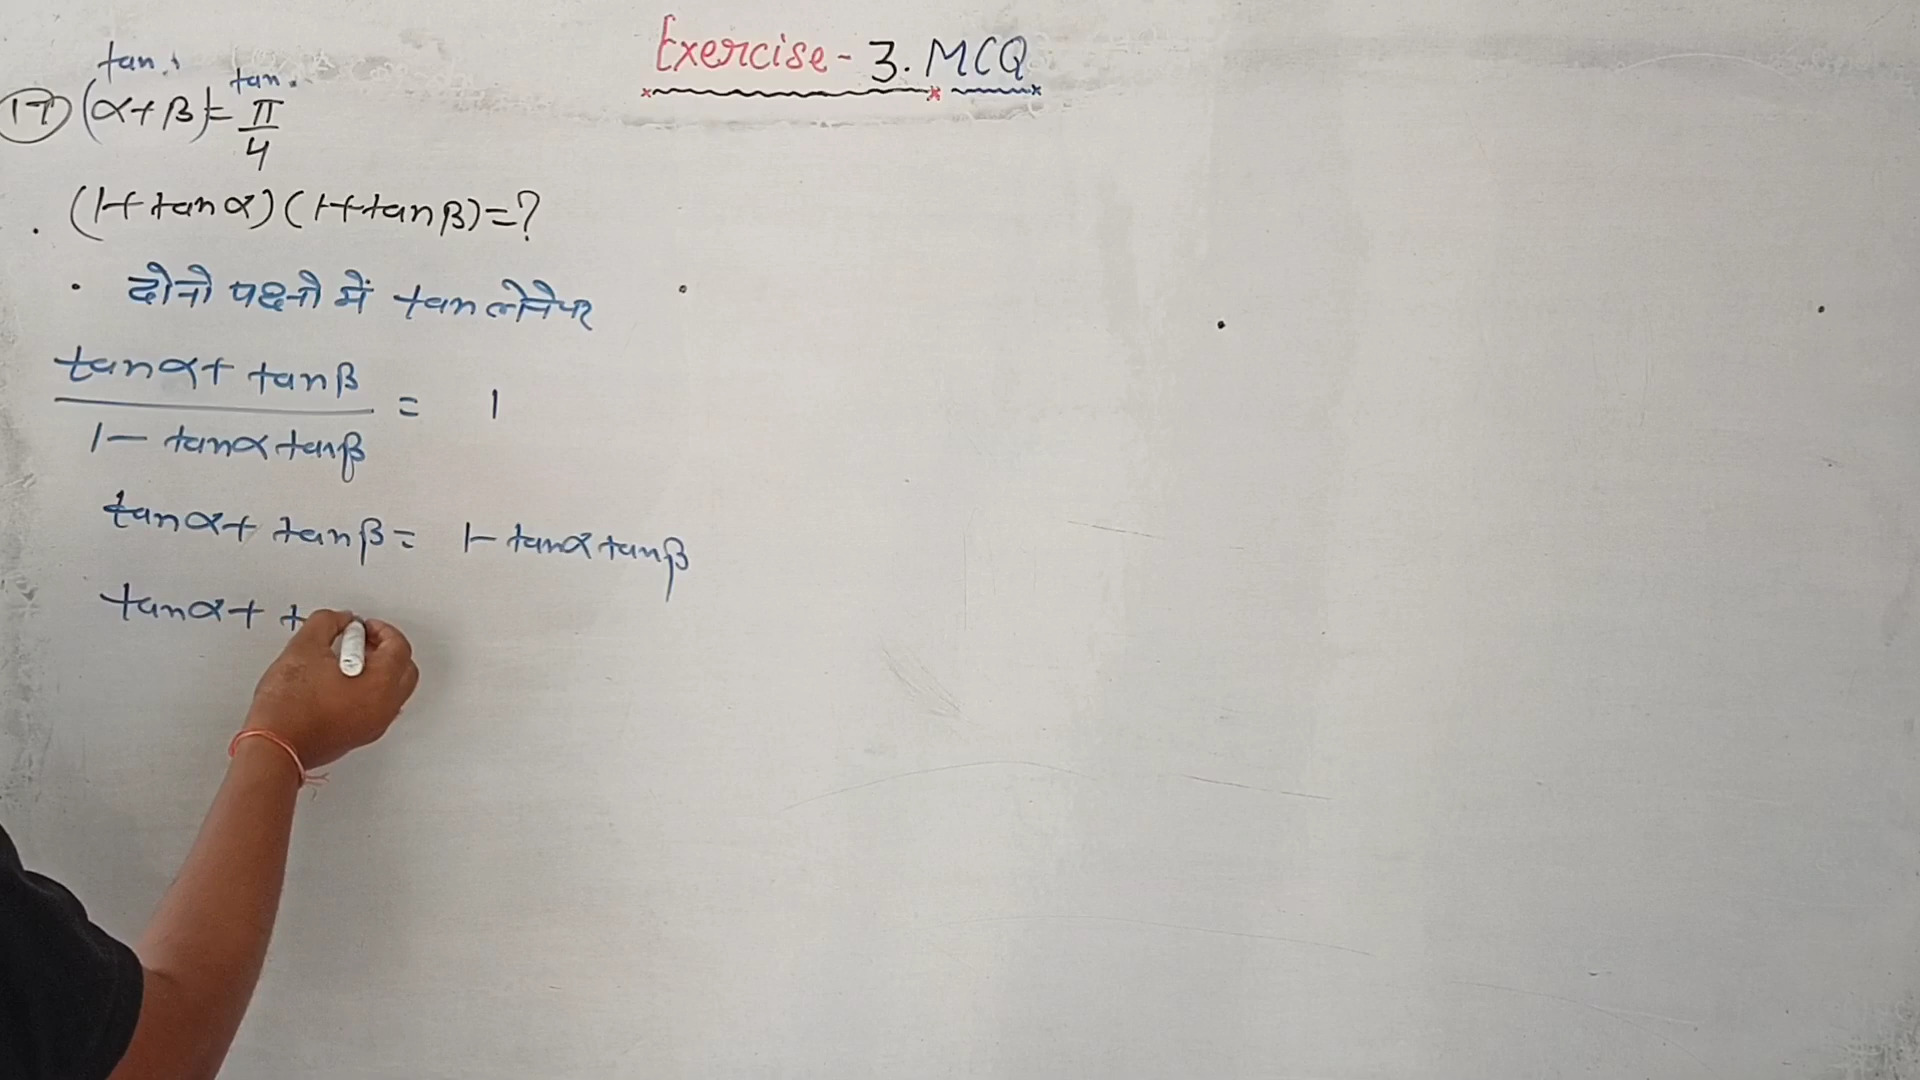 Exercise - 3. MCQ
tan. tan.
(17) (α+β) = π/4
(1+tanα)(1+tanβ)=?
दोनो पक्षो में tan लेनेपर
tanα+ tanβ
1- tanα tanβ = 1
tanα+ tanβ = 1- tanα tanβ
tanα+ t